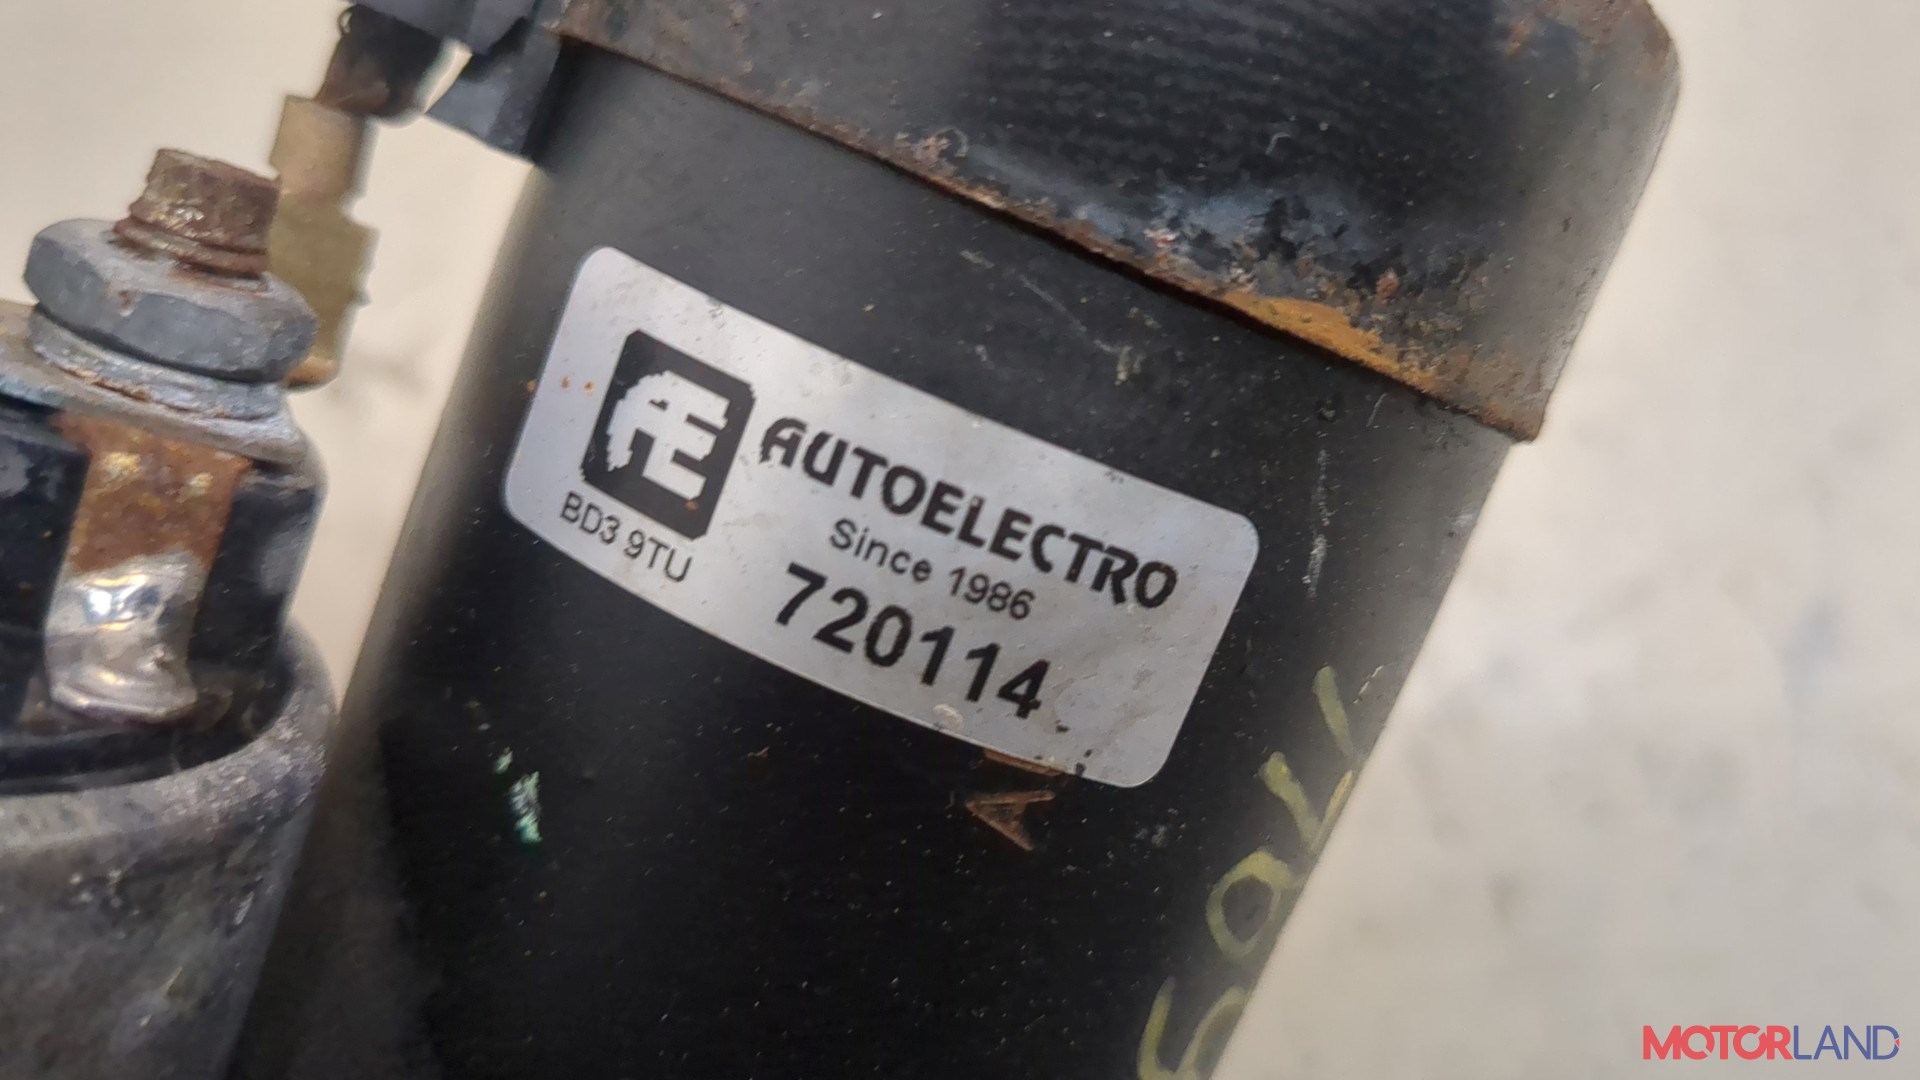 AE
AUTOELECTRO
Since 1986
BD3 9TU
720114
MOTORLAND